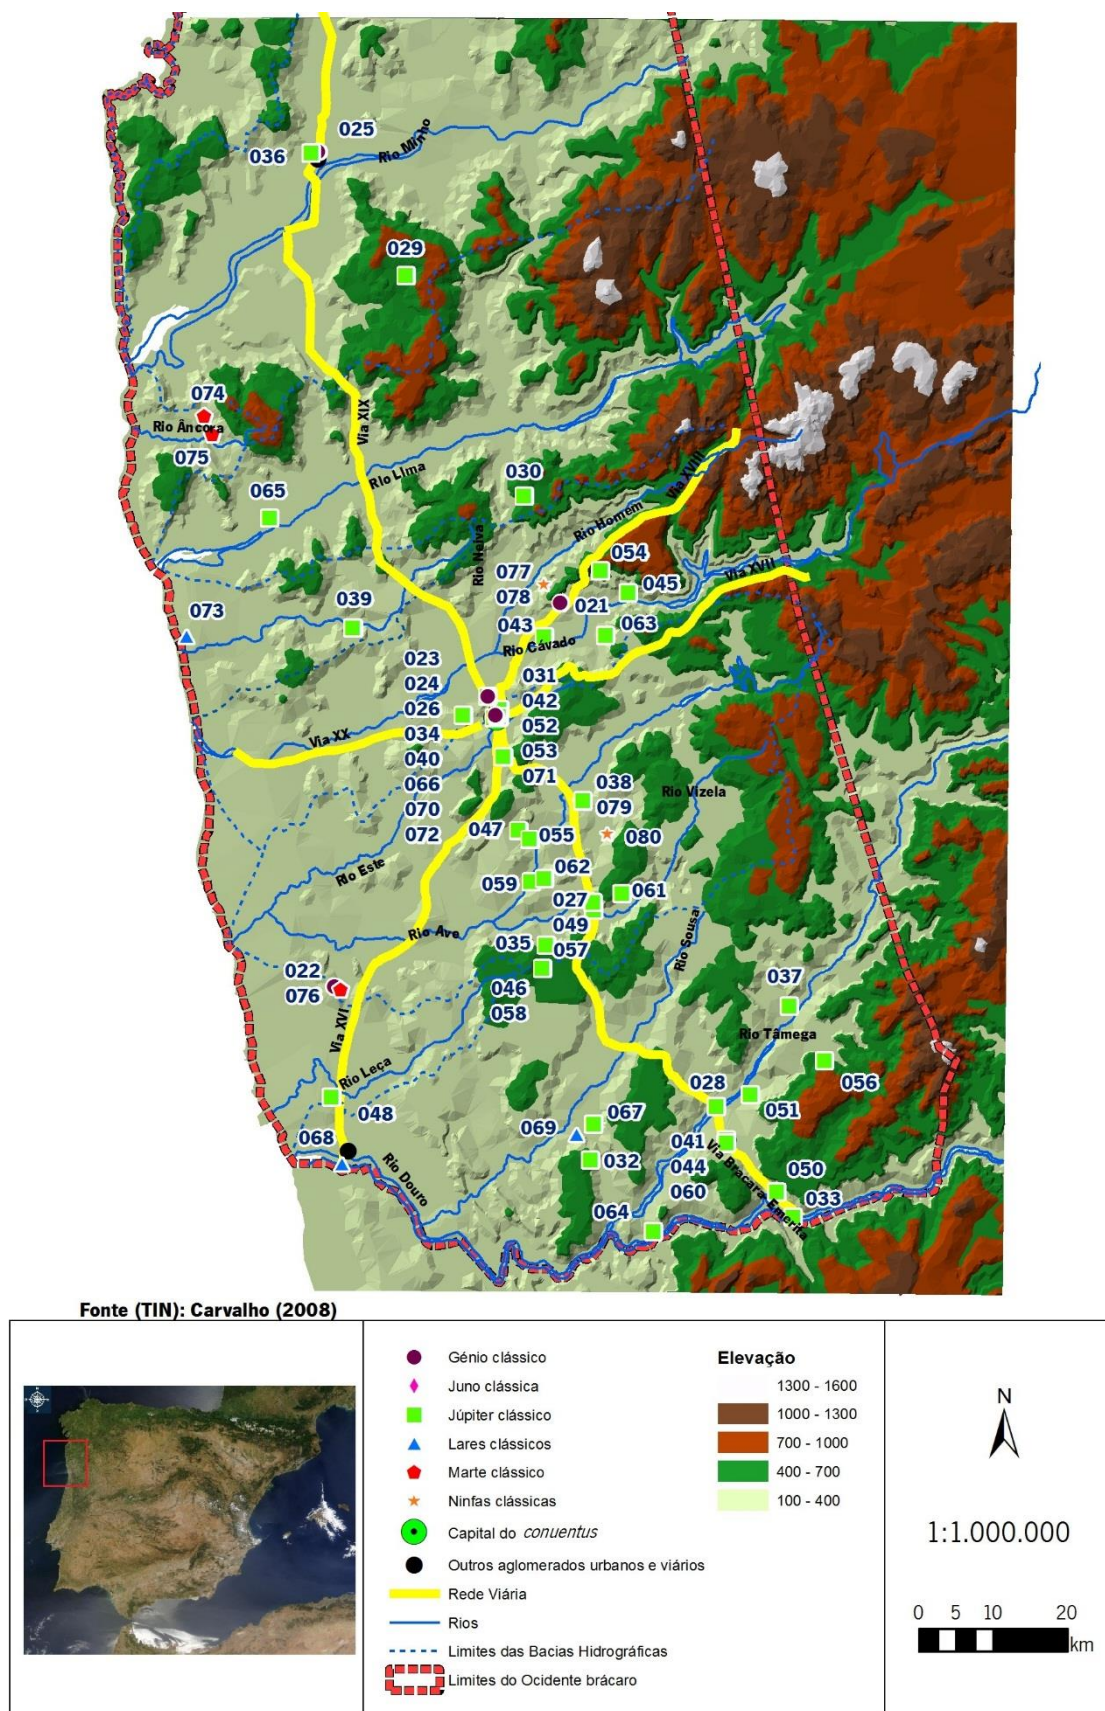 025
036
Rio Minho
029
074
Rio Âncora
075
Via XIX
Rio LIma
065
030
Via XVIII
Rio Homem
Rio Neiva
054
077
078
045
Via XVII
021
073
039
043
063
Rio Cávado
023
024
026
034
040
066
070
072
031
042
052
053
071
Via XX
038
079
Rio Vizela
047
055
080
Rio Este
062
059
061
027
049
Rio Ave
035
057
Rio Sousa
022
076
046
058
037
Via XVI
Rio Tâmega
Rio Leça
056
028
051
048
067
069
068
041
032
044
060
Via Bracara-Emerita
050
033
Rio Douro
064
Fonte (TIN): Carvalho (2008)
Génio clássico
Juno clássica
Júpiter clássico
Lares clássicos
Marte clássico
Ninfas clássicas
Capital do conuentus
Outros aglomerados urbanos e viários
Rede Viária
Rios
Limites das Bacias Hidrográficas
Limites do Ocidente brácaro
Elevação
1300 - 1600
1000 - 1300
700 - 1000
400 - 700
100 - 400
N
1:1.000.000
0 5 10 20
km